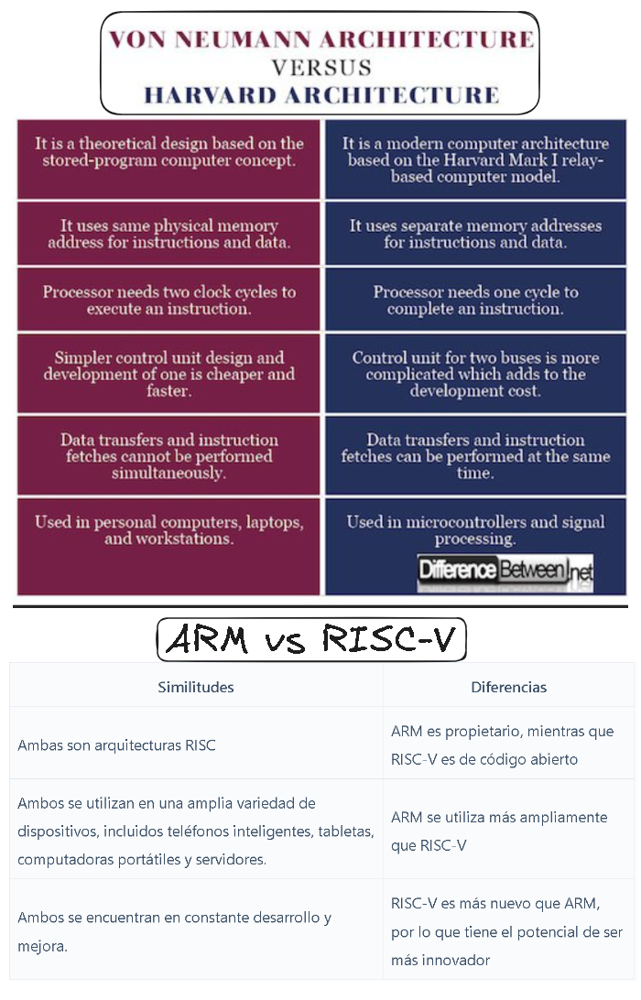 VON NEUMANN ARCHITECTURE
VERSUS
HARVARD ARCHITECTURE
It is a theoretical design based on the
stored-program computer concept.
It is a modern computer architecture
based on the Harvard Mark I relay-
based computer model.
It uses same physical memory
address for instructions and data.
It uses separate memory addresses
for instructions and data.
Processor needs two clock cycles to
execute an instruction.
Processor needs one cycle to
complete an instruction.
Simpler control unit design and
development of one is cheaper and
faster.
Control unit for two buses is more
complicated which adds to the
development cost.
Data transfers and instruction
fetches cannot be performed
simultaneously.
Data transfers and instruction
fetches can be performed at the same
time.
Used in personal computers, laptops,
and workstations.
Used in microcontrollers and signal
processing.
DifferenceBetween.net
ARM vs RISC-V
Similitudes
Diferencias
Ambas son arquitecturas RISC
ARM es propietario, mientras que
RISC-V es de código abierto
Ambos se utilizan en una amplia variedad de
dispositivos, incluidos teléfonos inteligentes, tabletas,
computadoras portátiles y servidores.
ARM se utiliza más ampliamente
que RISC-V
Ambos se encuentran en constante desarrollo y
mejora.
RISC-V es más nuevo que ARM,
por lo que tiene el potencial de ser
más innovador